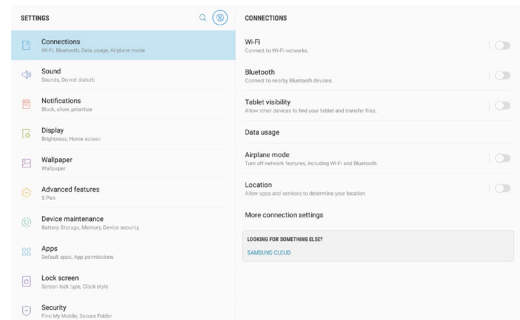 SETTINGS
Connections
Wi-Fi, Bluetooth, Data usage, Airplane mode
Sound
Sounds, Do not disturb
Notifications
Block, allow, prioritize
Display
Brightness, Home screen
Wallpaper
Wallpaper
Advanced features
S Pen
Device maintenance
Battery, Storage, Memory, Device security
Apps
Default apps, App permissions
Lock screen
Screen lock type, Clock style
Security
Find My Mobile, Secure Folder
CONNECTIONS
Wi-Fi
Connect to Wi-Fi networks.
Bluetooth
Connect to nearby Bluetooth devices.
Tablet visibility
Allow other devices to find your tablet and transfer files.
Data usage
Airplane mode
Turn off network features, including Wi-Fi and Bluetooth.
Location
Allow apps and services to determine your location.
More connection settings
LOOKING FOR SOMETHING ELSE?
SAMSUNG CLOUD